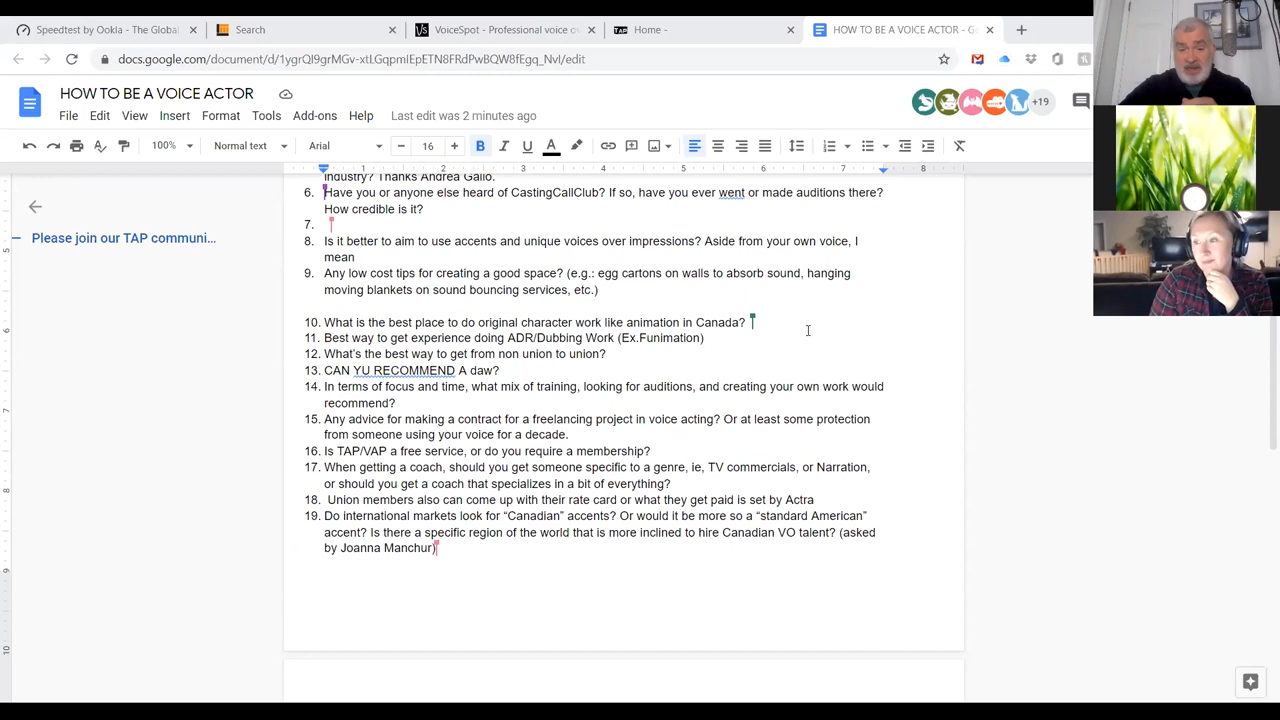 Speedtest by Ookla - The Global
Search
VoiceSpot - Professional voice o
TAP Home -
HOW TO BE A VOICE ACTOR - G
docs.google.com/document/d/1ygrQI9grMGv-xtLGqpmIEpETN8FRdPwBQW8fEgq_NvI/edit
HOW TO BE A VOICE ACTOR
File Edit View Insert Format Tools Add-ons Help Last edit was 2 minutes ago
+19
100% Normal text Arial 16 B I U A
1 2 3 4 5 6 7 8
Please join our TAP communi...
industry? Thanks Andrea Gallo.
6. Have you or anyone else heard of CastingCallClub? If so, have you ever went or made auditions there?
How credible is it?
7.
8. Is it better to aim to use accents and unique voices over impressions? Aside from your own voice, I
mean
9. Any low cost tips for creating a good space? (e.g.: egg cartons on walls to absorb sound, hanging
moving blankets on sound bouncing services, etc.)
10. What is the best place to do original character work like animation in Canada?
11. Best way to get experience doing ADR/Dubbing Work (Ex.Funimation)
12. What's the best way to get from non union to union?
13. CAN YU RECOMMEND A daw?
14. In terms of focus and time, what mix of training, looking for auditions, and creating your own work would
recommend?
15. Any advice for making a contract for a freelancing project in voice acting? Or at least some protection
from someone using your voice for a decade.
16. Is TAP/VAP a free service, or do you require a membership?
17. When getting a coach, should you get someone specific to a genre, ie, TV commercials, or Narration,
or should you get a coach that specializes in a bit of everything?
18. Union members also can come up with their rate card or what they get paid is set by Actra
19. Do international markets look for “Canadian” accents? Or would it be more so a “standard American”
accent? Is there a specific region of the world that is more inclined to hire Canadian VO talent? (asked
by Joanna Manchur)
5
6
7
8
9
10